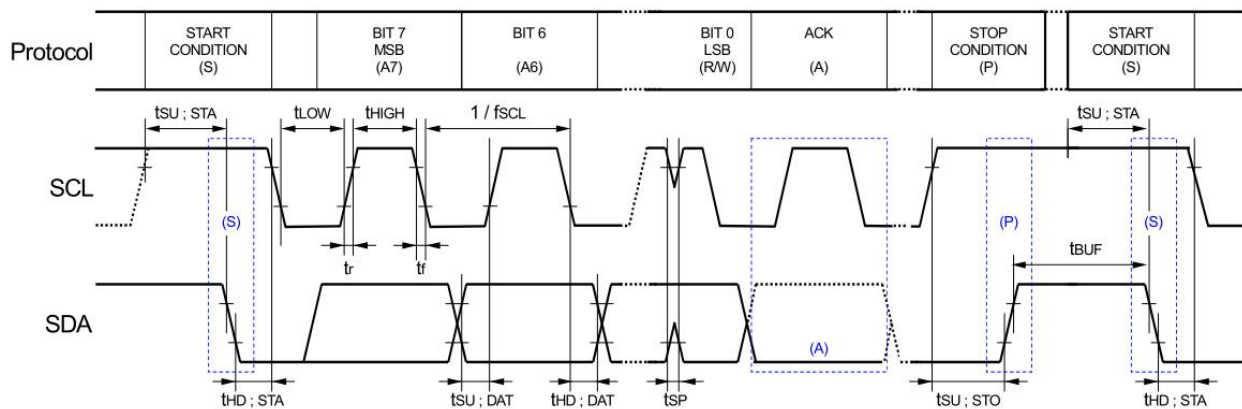 Protocol
START
CONDITION
(S)
BIT 7
MSB
(A7)
BIT 6
(A6)
BIT 0
LSB
(R/W)
ACK
(A)
STOP
CONDITION
(P)
START
CONDITION
(S)
tSU ; STA
tLOW
tHIGH
1 / fSCL
tSU ; STA
SCL
(S)
(P)
(S)
tr
tf
tBUF
SDA
(A)
tHD ; STA
tSU ; DAT
tHD ; DAT
tSP
tSU ; STO
tHD ; STA